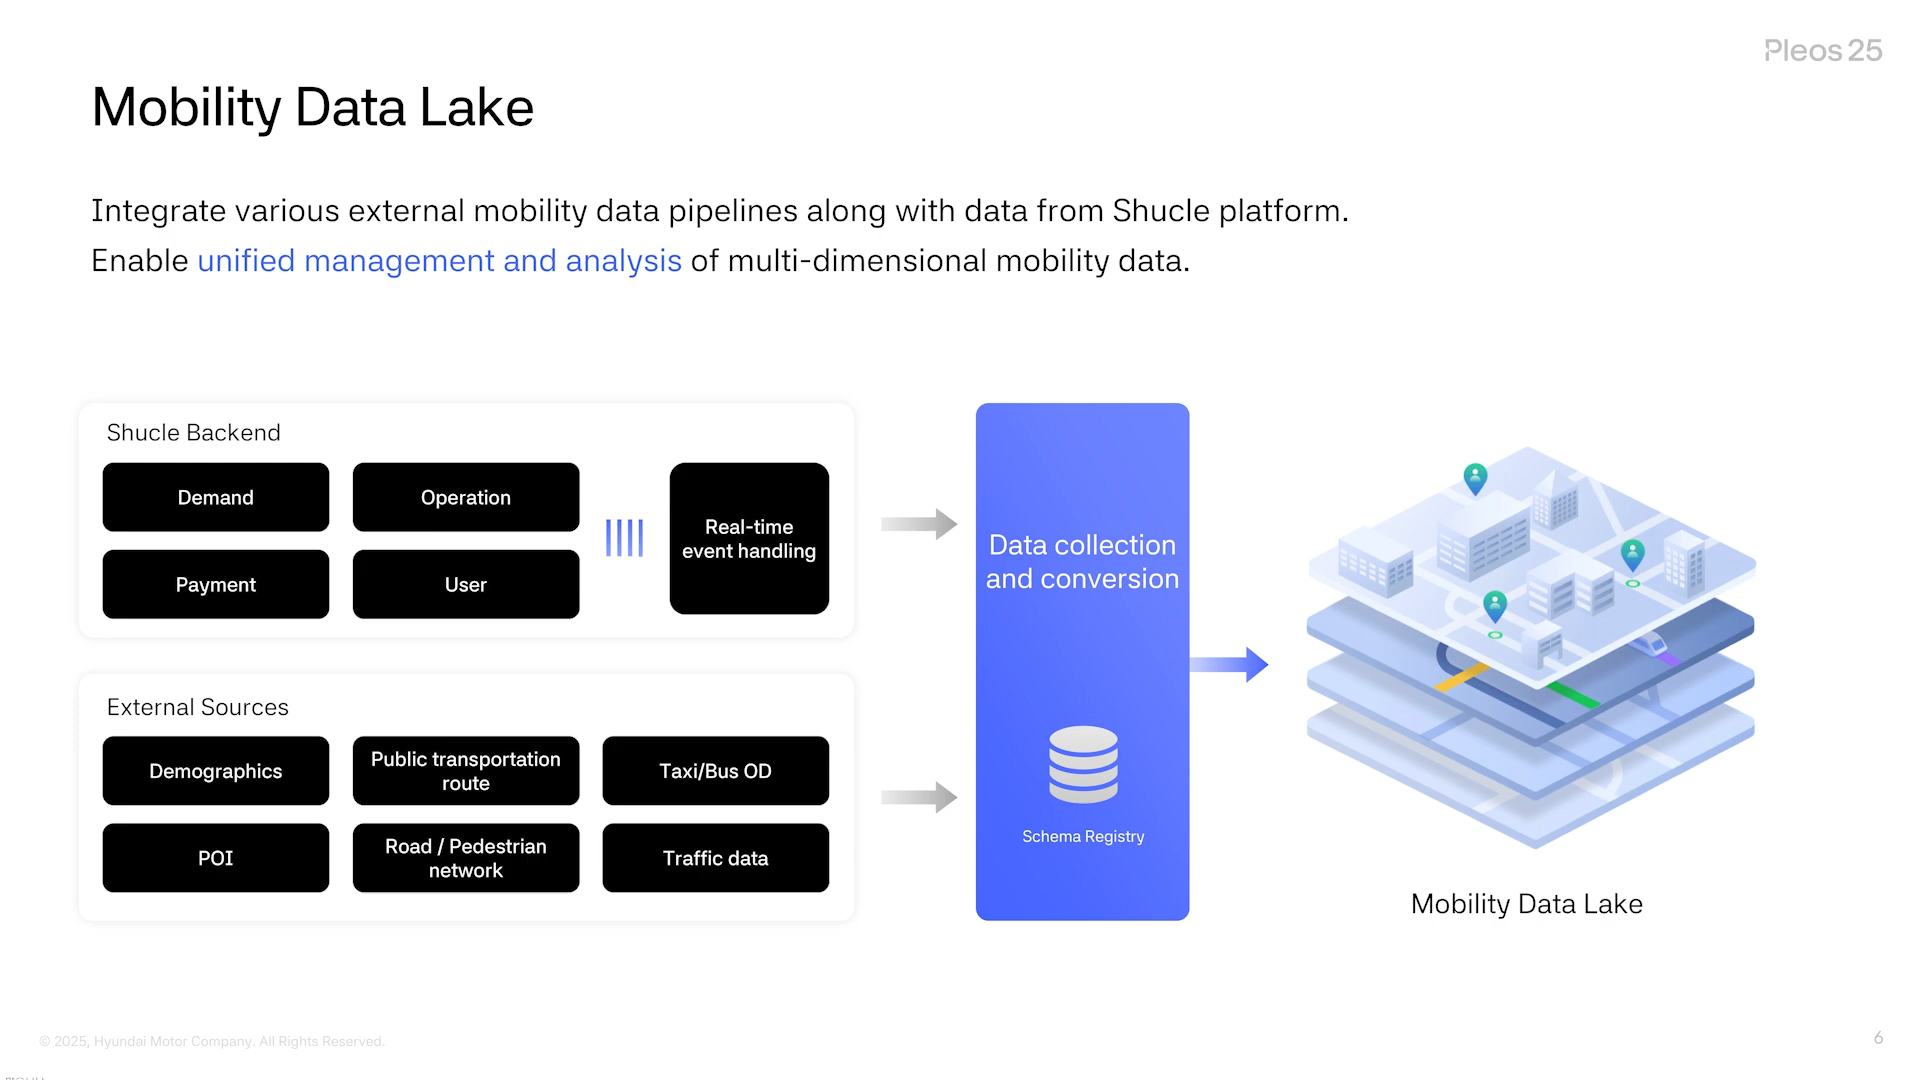 Pleos 25
Mobility Data Lake
Integrate various external mobility data pipelines along with data from Shucle platform.
Enable unified management and analysis of multi-dimensional mobility data.
Shucle Backend
Demand
Operation
Payment
User
Real-time
event handling
External Sources
Demographics
Public transportation
route
Taxi/Bus OD
POI
Road / Pedestrian
network
Traffic data
Data collection
and conversion
Schema Registry
Mobility Data Lake
© 2025, Hyundai Motor Company. All Rights Reserved.
6